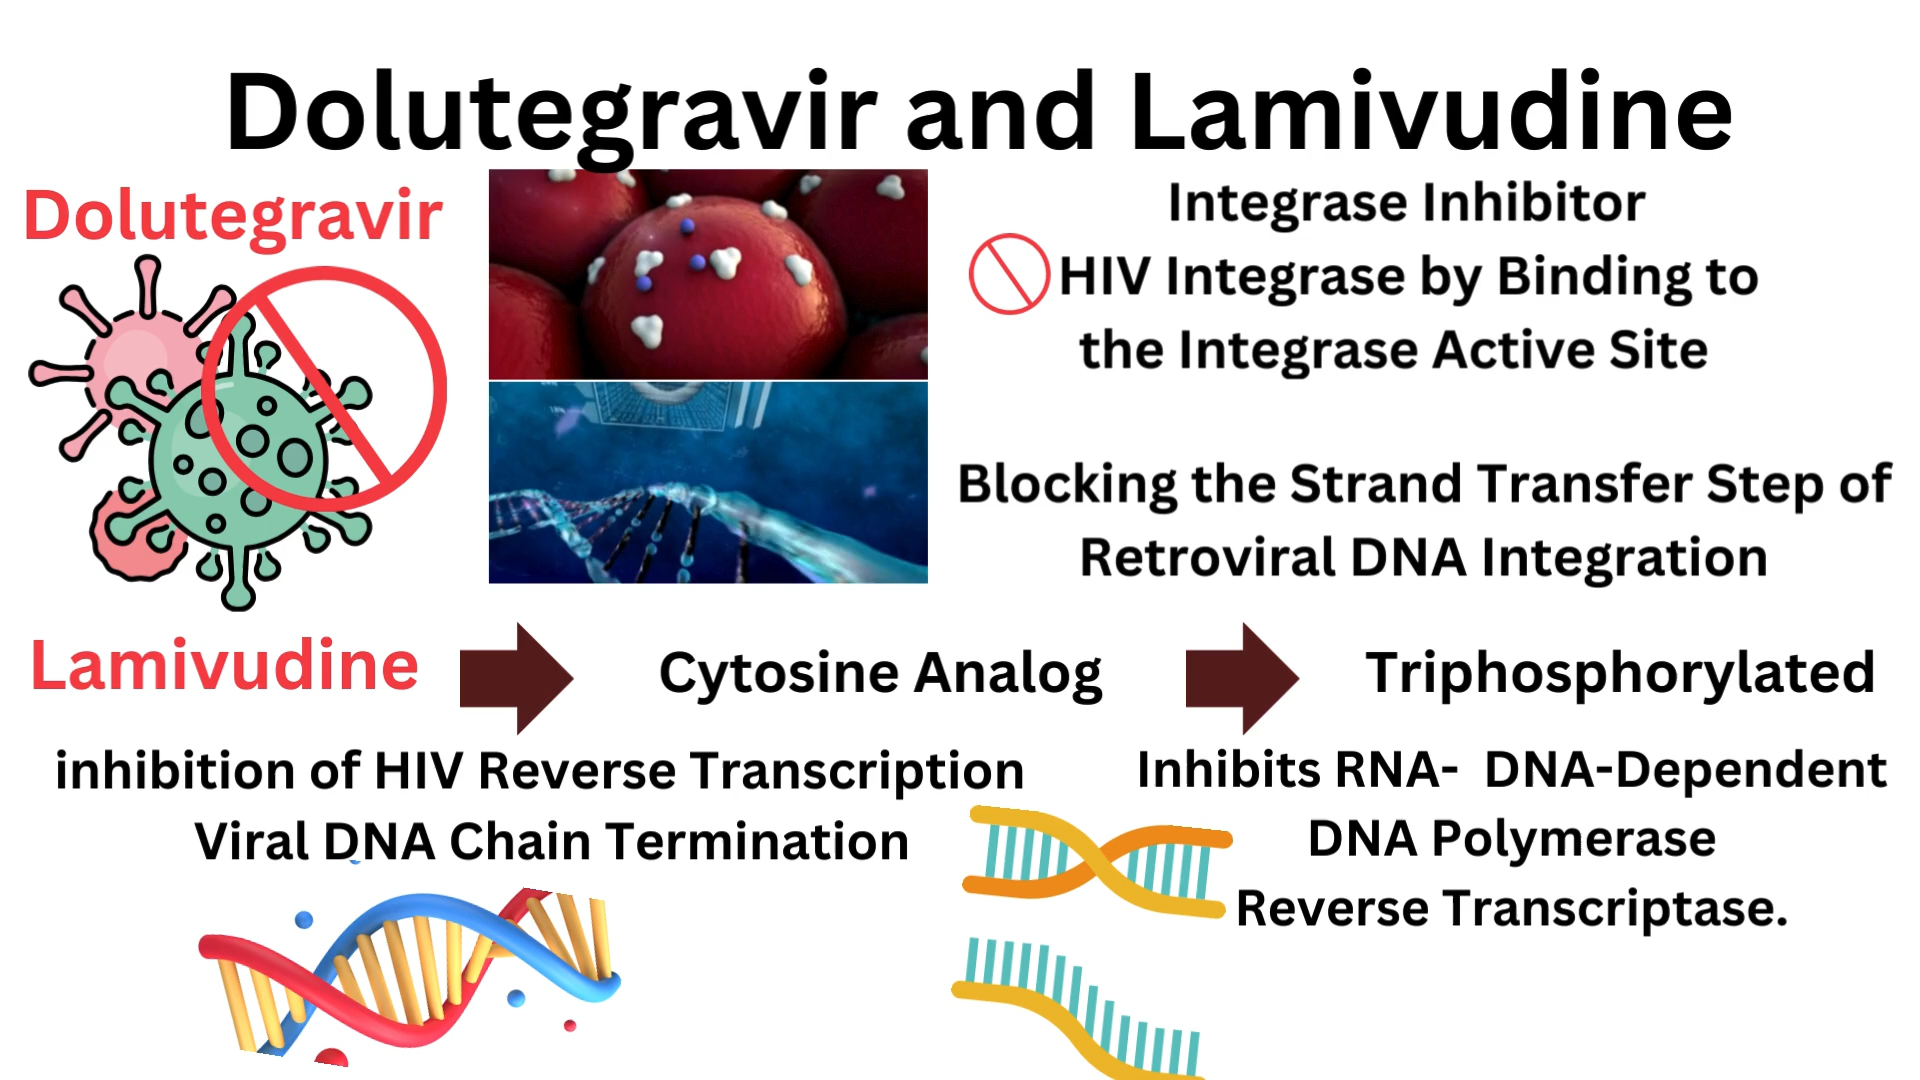 Dolutegravir and Lamivudine
Dolutegravir
Integrase Inhibitor
HIV Integrase by Binding to
the Integrase Active Site
Blocking the Strand Transfer Step of
Retroviral DNA Integration
Lamivudine
Cytosine Analog
Triphosphorylated
inhibition of HIV Reverse Transcription
Viral DNA Chain Termination
Inhibits RNA-  DNA-Dependent
DNA Polymerase
Reverse Transcriptase.